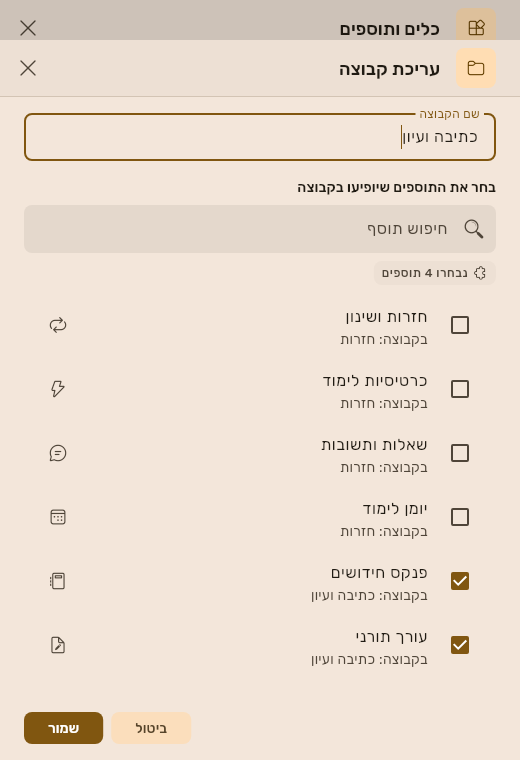 כלים ותוספים
עריכת קבוצה
שם הקבוצה
כתיבה ועיון
בחר את התוספים שיופיעו בקבוצה
חיפוש תוסף
נבחרו 4 תוספים
חזרות ושינון
בקבוצה: חזרות
כרטיסיות לימוד
בקבוצה: חזרות
שאלות ותשובות
בקבוצה: חזרות
יומן לימוד
בקבוצה: חזרות
פנקס חידושים
בקבוצה: כתיבה ועיון
עורך תורני
בקבוצה: כתיבה ועיון
ביטול
שמור